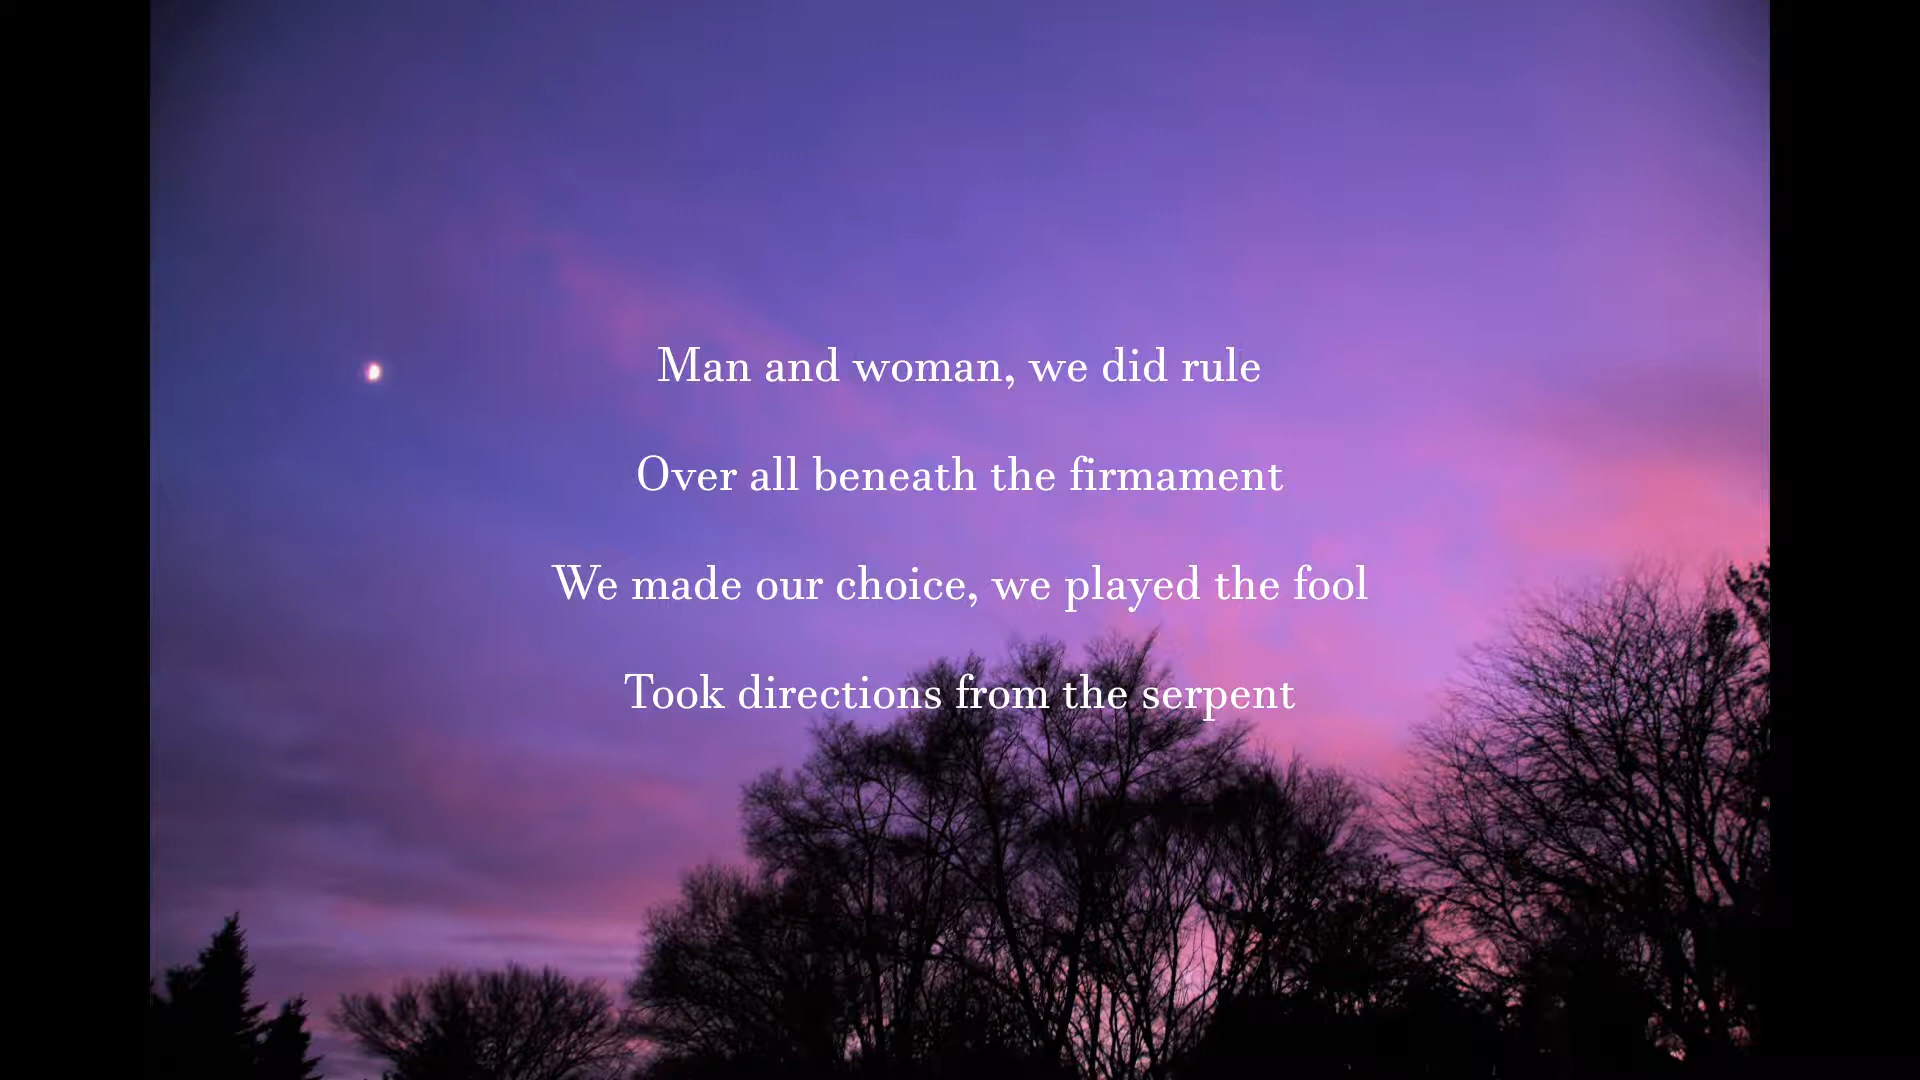 Man and woman, we did rule
Over all beneath the firmament
We made our choice, we played the fool
Took directions from the serpent